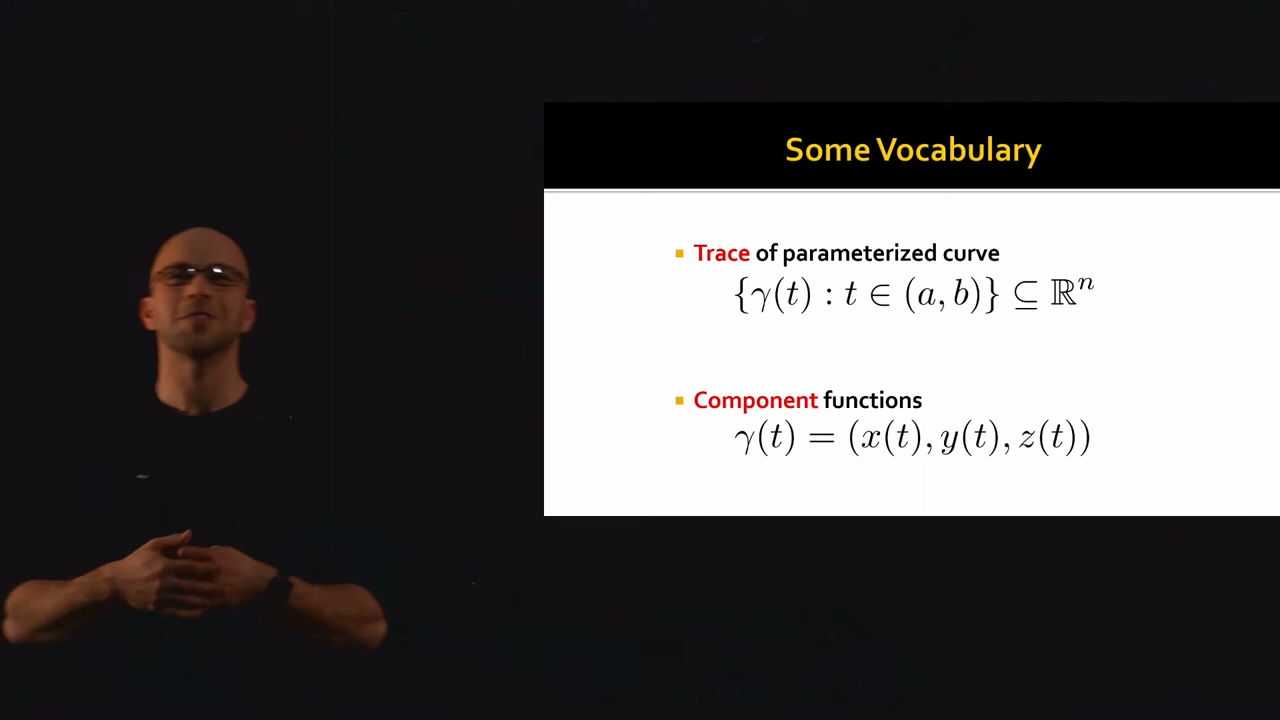 Some Vocabulary
▪ Trace of parameterized curve
{γ(t) : t ∈ (a, b)} ⊆ ℝⁿ
▪ Component functions
γ(t) = (x(t), y(t), z(t))